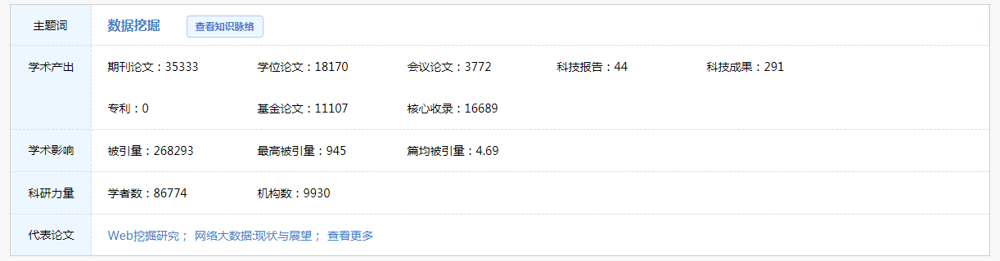 主题词 数据挖掘 查看知识脉络
学术产出 期刊论文：35333 学位论文：18170 会议论文：3772 科技报告：44 科技成果：291
专利：0 基金论文：11107 核心收录：16689
学术影响 被引量：268293 最高被引量：945 篇均被引量：4.69
科研力量 学者数：86774 机构数：9930
代表论文 Web挖掘研究； 网络大数据:现状与展望； 查看更多